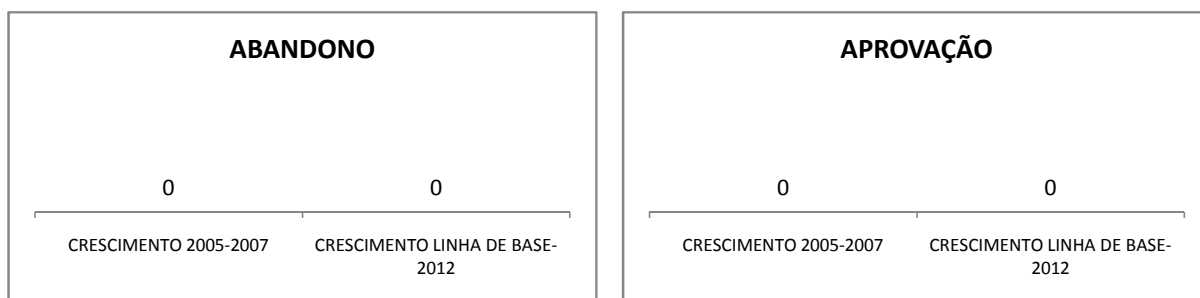 ABANDONO
0
0
CRESCIMENTO 2005-2007
CRESCIMENTO LINHA DE BASE-
2012
APROVAÇÃO
0
0
CRESCIMENTO 2005-2007
CRESCIMENTO LINHA DE BASE-
2012